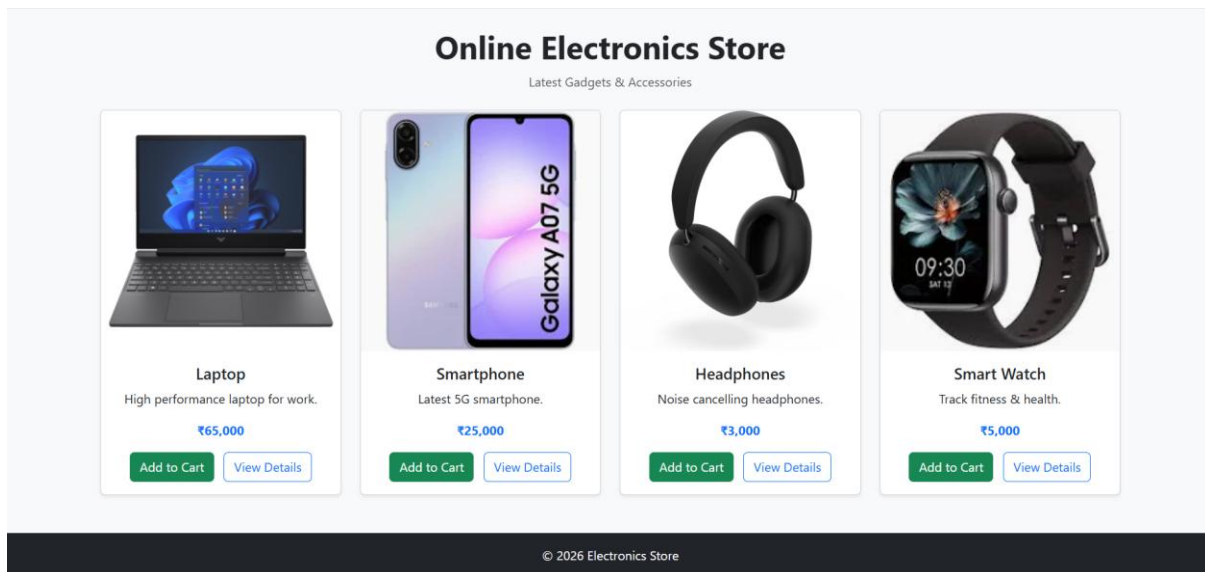 Online Electronics Store
Latest Gadgets & Accessories
Galaxy A07 5G
09:30
SAT 12
Laptop
High performance laptop for work.
₹65,000
Add to Cart View Details
Smartphone
Latest 5G smartphone.
₹25,000
Add to Cart View Details
Headphones
Noise cancelling headphones.
₹3,000
Add to Cart View Details
Smart Watch
Track fitness & health.
₹5,000
Add to Cart View Details
© 2026 Electronics Store